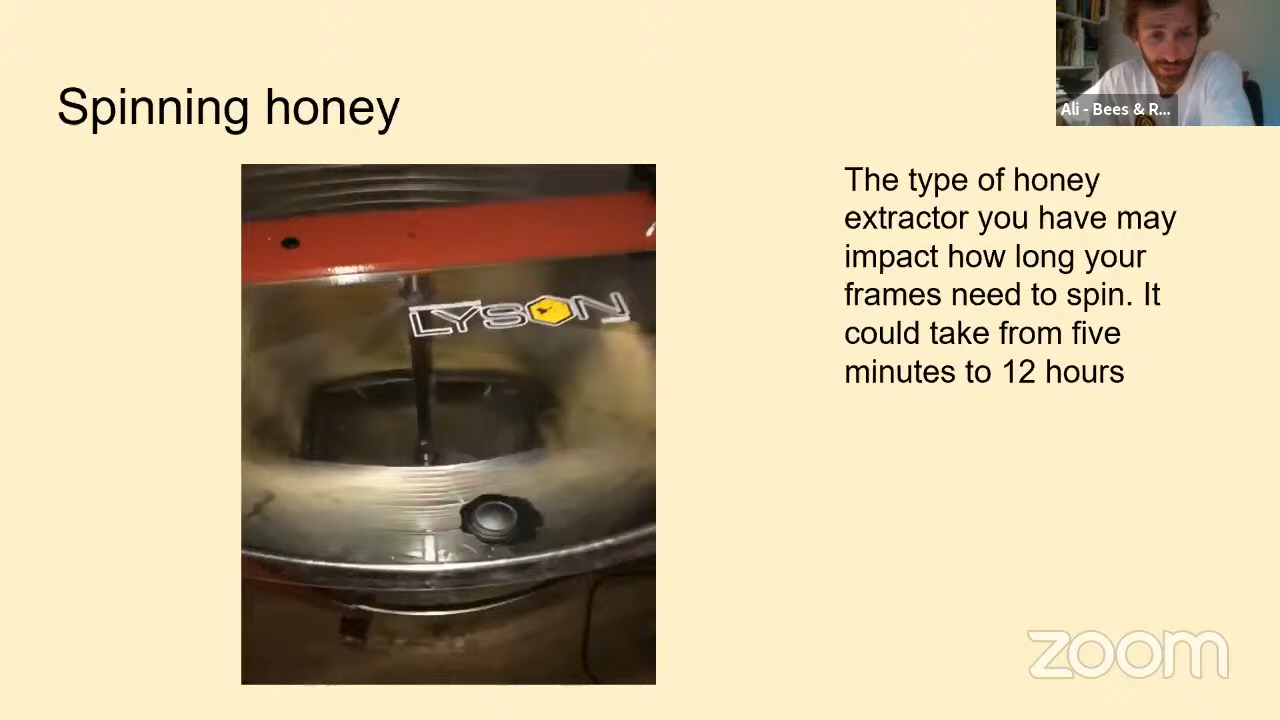 Spinning honey
Ali - Bees & R...
LYSON
The type of honey
extractor you have may
impact how long your
frames need to spin. It
could take from five
minutes to 12 hours
zoom